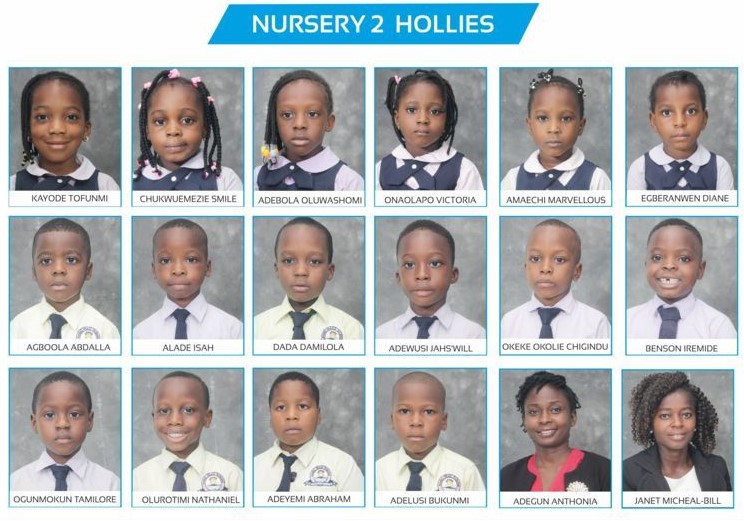 NURSERY 2 HOLLIES
KAYODE TOFUNMI
CHUKWUEMEZIE SMILE
ADEBOLA OLUWASHOMI
ONAOLAPO VICTORIA
AMAECHI MARVELLOUS
EGBERANWEN DIANE
AGBOOLA ABDALLA
ALADE ISAH
DADA DAMILOLA
ADEWUSI JAHS'WILL
OKEKE OKOLIE CHIGINDU
BENSON IREMIDE
OGUNMOKUN TAMILORE
OLUROTIMI NATHANIEL
ADEYEMI ABRAHAM
ADELUSI BUKUNMI
ADEGUN ANTHONIA
JANET MICHEAL-BILL